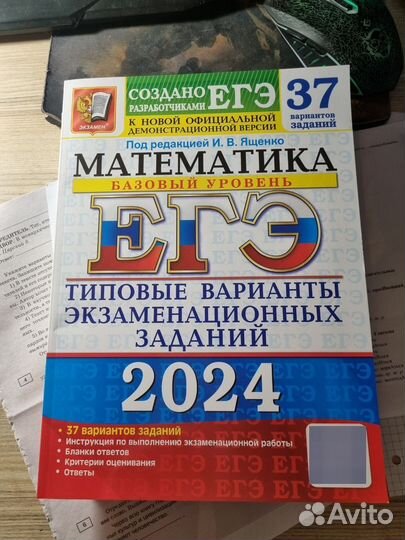 СОЗДАНО
РАЗРАБОТЧИКАМИ ЕГЭ
К НОВОЙ ОФИЦИАЛЬНОЙ
ДЕМОНСТРАЦИОННОЙ ВЕРСИИ
37
вариантов
заданий
ЭКЗАМЕН
Под редакцией И. В. Ященко
МАТЕМАТИКА
БАЗОВЫЙ УРОВЕНЬ
ЕГЭ
ТИПОВЫЕ ВАРИАНТЫ
ЭКЗАМЕНАЦИОННЫХ
ЗАДАНИЙ
2024
• 37 вариантов заданий
• Инструкция по выполнению экзаменационной работы
• Бланки ответов
• Критерии оценивания
• Ответы
Avito